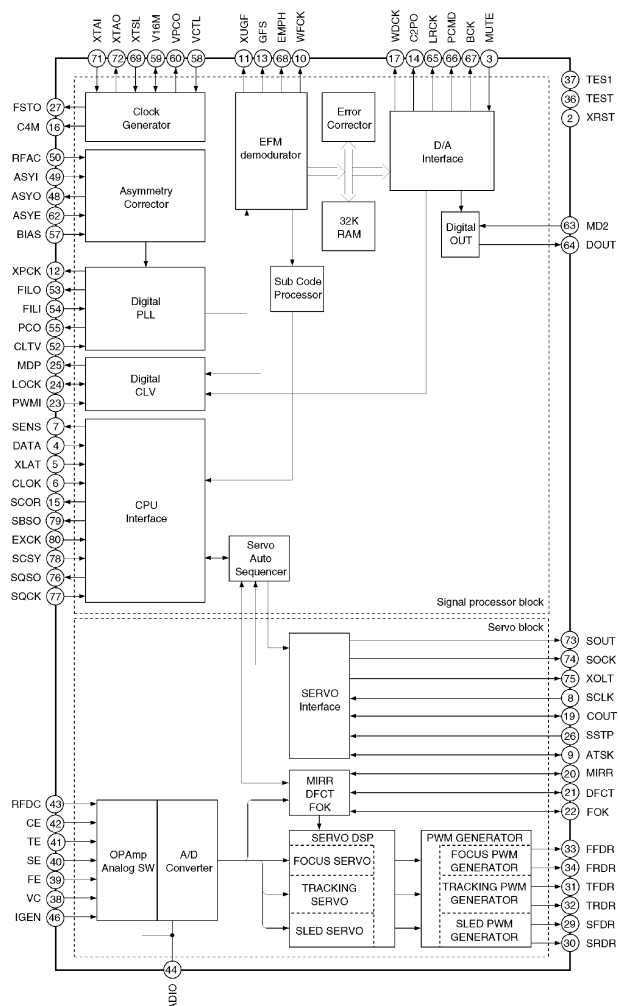 XTAI XTAO XTSL V16M VPCO VCTL XUGF GFS EMPH WFCK WDCK C2PO LRCK PCMD BCK MUTE
71 72 69 59 60 58 11 13 68 10 17 14 65 66 67 3
37 TES1
36 TEST
2 XRST
FSTO 27
C4M 16
Clock
Generator
EFM
demodurator
Error
Corrector
D/A
Interface
32K
RAM
Digital
OUT
63 MD2
64 DOUT
RFAC 50
ASYI 49
ASYO 48
ASYE 62
BIAS 57
Asymmetry
Corrector
Sub Code
Processor
XPCK 12
FILO 53
FILI 54
PCO 55
CLTV 52
Digital
PLL
MDP 25
LOCK 24
PWMI 23
Digital
CLV
SENS 7
DATA 4
XLAT 5
CLOK 6
SCOR 15
SBSO 79
EXCK 80
SCSY 78
SQSO 76
SQCK 77
CPU
Interface
Servo
Auto
Sequencer
Signal processor block
Servo block
SERVO
Interface
73 SOUT
74 SOCK
75 XOLT
8 SCLK
19 COUT
26 SSTP
9 ATSK
20 MIRR
21 DFCT
22 FOK
MIRR
DFCT
FOK
RFDC 43
CE 42
TE 41
SE 40
FE 39
VC 38
IGEN 46
OPAmp
Analog SW
A/D
Converter
SERVO DSP
FOCUS SERVO
TRACKING
SERVO
SLED SERVO
PWM GENERATOR
FOCUS PWM
GENERATOR
TRACKING PWM
GENERATOR
SLED PWM
GENERATOR
33 FFDR
34 FRDR
31 TFDR
32 TRDR
29 SFDR
30 SRDR
44
ADIO